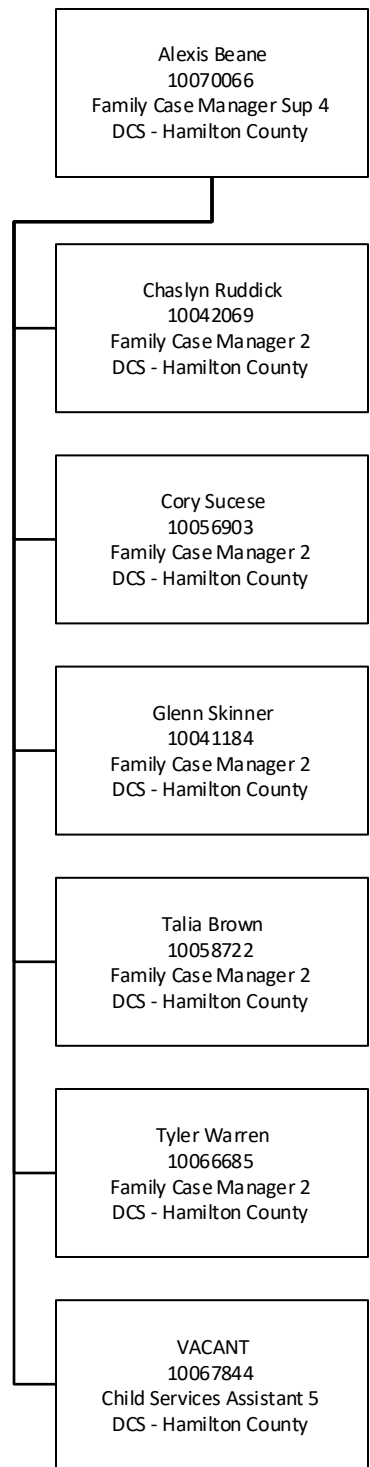 Alexis Beane
10070066
Family Case Manager Sup 4
DCS - Hamilton County
Chaslyn Ruddick
10042069
Family Case Manager 2
DCS - Hamilton County
Cory Sucese
10056903
Family Case Manager 2
DCS - Hamilton County
Glenn Skinner
10041184
Family Case Manager 2
DCS - Hamilton County
Talia Brown
10058722
Family Case Manager 2
DCS - Hamilton County
Tyler Warren
10066685
Family Case Manager 2
DCS - Hamilton County
VACANT
10067844
Child Services Assistant 5
DCS - Hamilton County